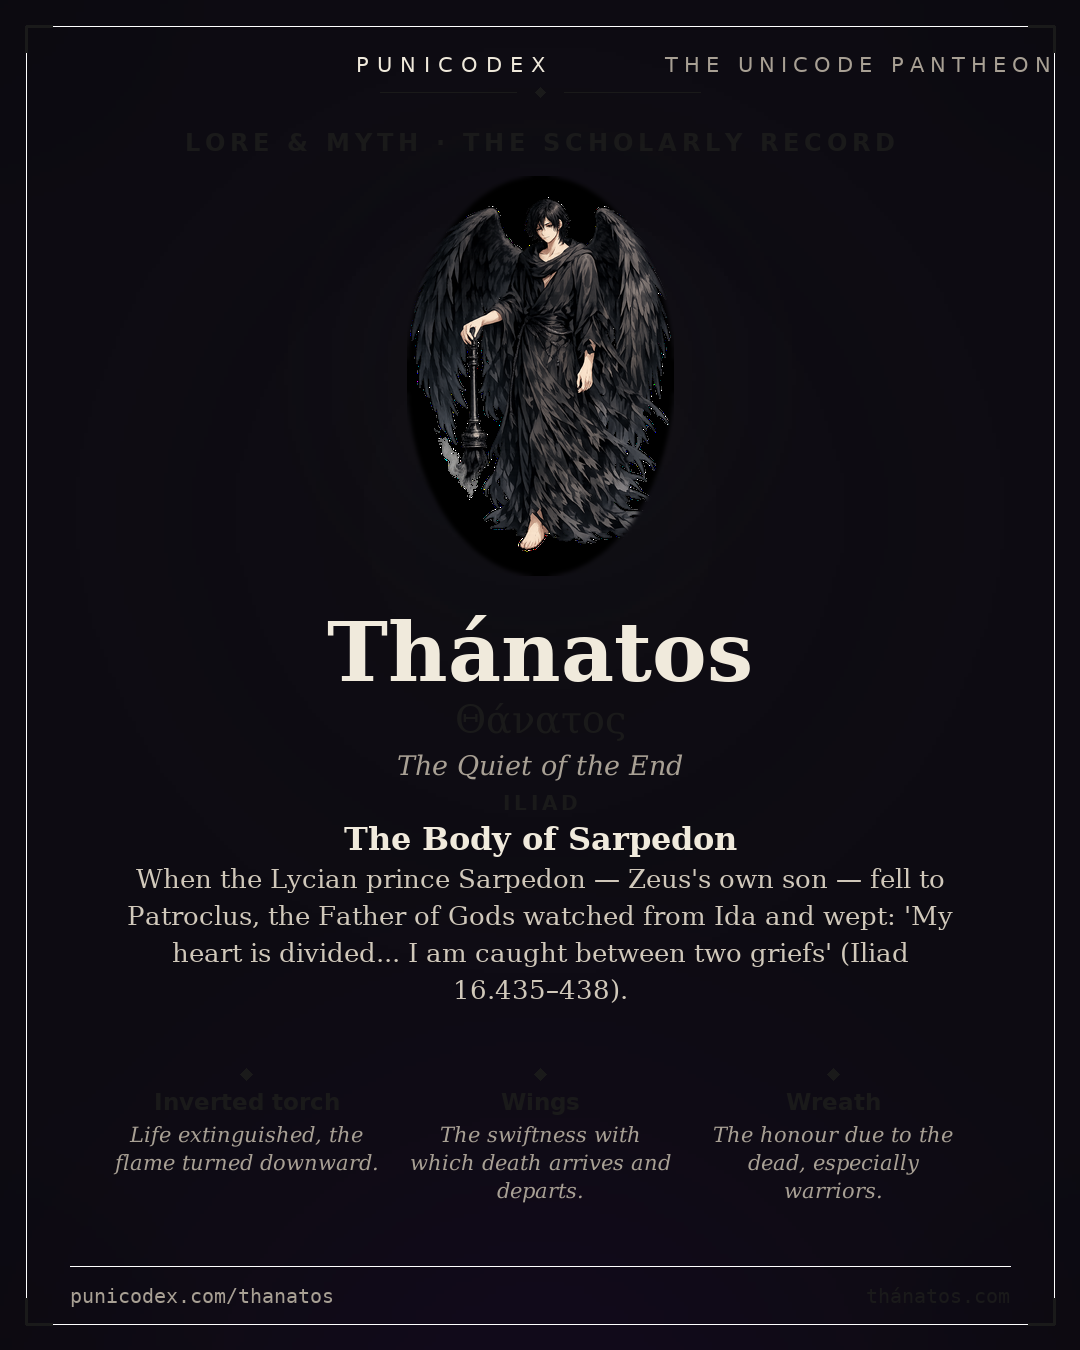 PUNICODEX THE UNICODE PANTHEON
LORE & MYTH · THE SCHOLARLY RECORD
Thánatos
Θάνατος
The Quiet of the End
ILIAD
The Body of Sarpedon
When the Lycian prince Sarpedon — Zeus's own son — fell to
Patroclus, the Father of Gods watched from Ida and wept: 'My
heart is divided... I am caught between two griefs' (Iliad
16.435–438).
Inverted torch
Life extinguished, the
flame turned downward.
Wings
The swiftness with
which death arrives and
departs.
Wreath
The honour due to the
dead, especially
warriors.
punicodex.com/thanatos
thánatos.com